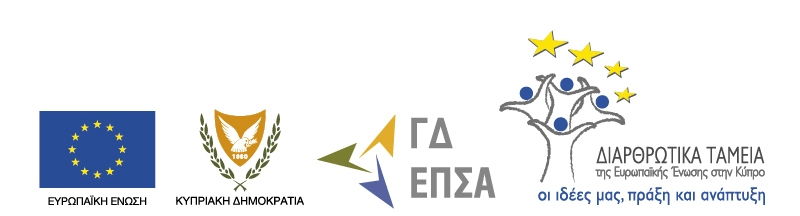 ΕΥΡΩΠΑΪΚΗ ΕΝΩΣΗ
1960
ΚΥΠΡΙΑΚΗ ΔΗΜΟΚΡΑΤΙΑ
ΓΔ
ΕΠΣΑ
ΔΙΑΡΘΡΩΤΙΚΑ ΤΑΜΕΙΑ
της Ευρωπαϊκής Ένωσης στην Κύπρο
οι ιδέες μας, πράξη και ανάπτυξη